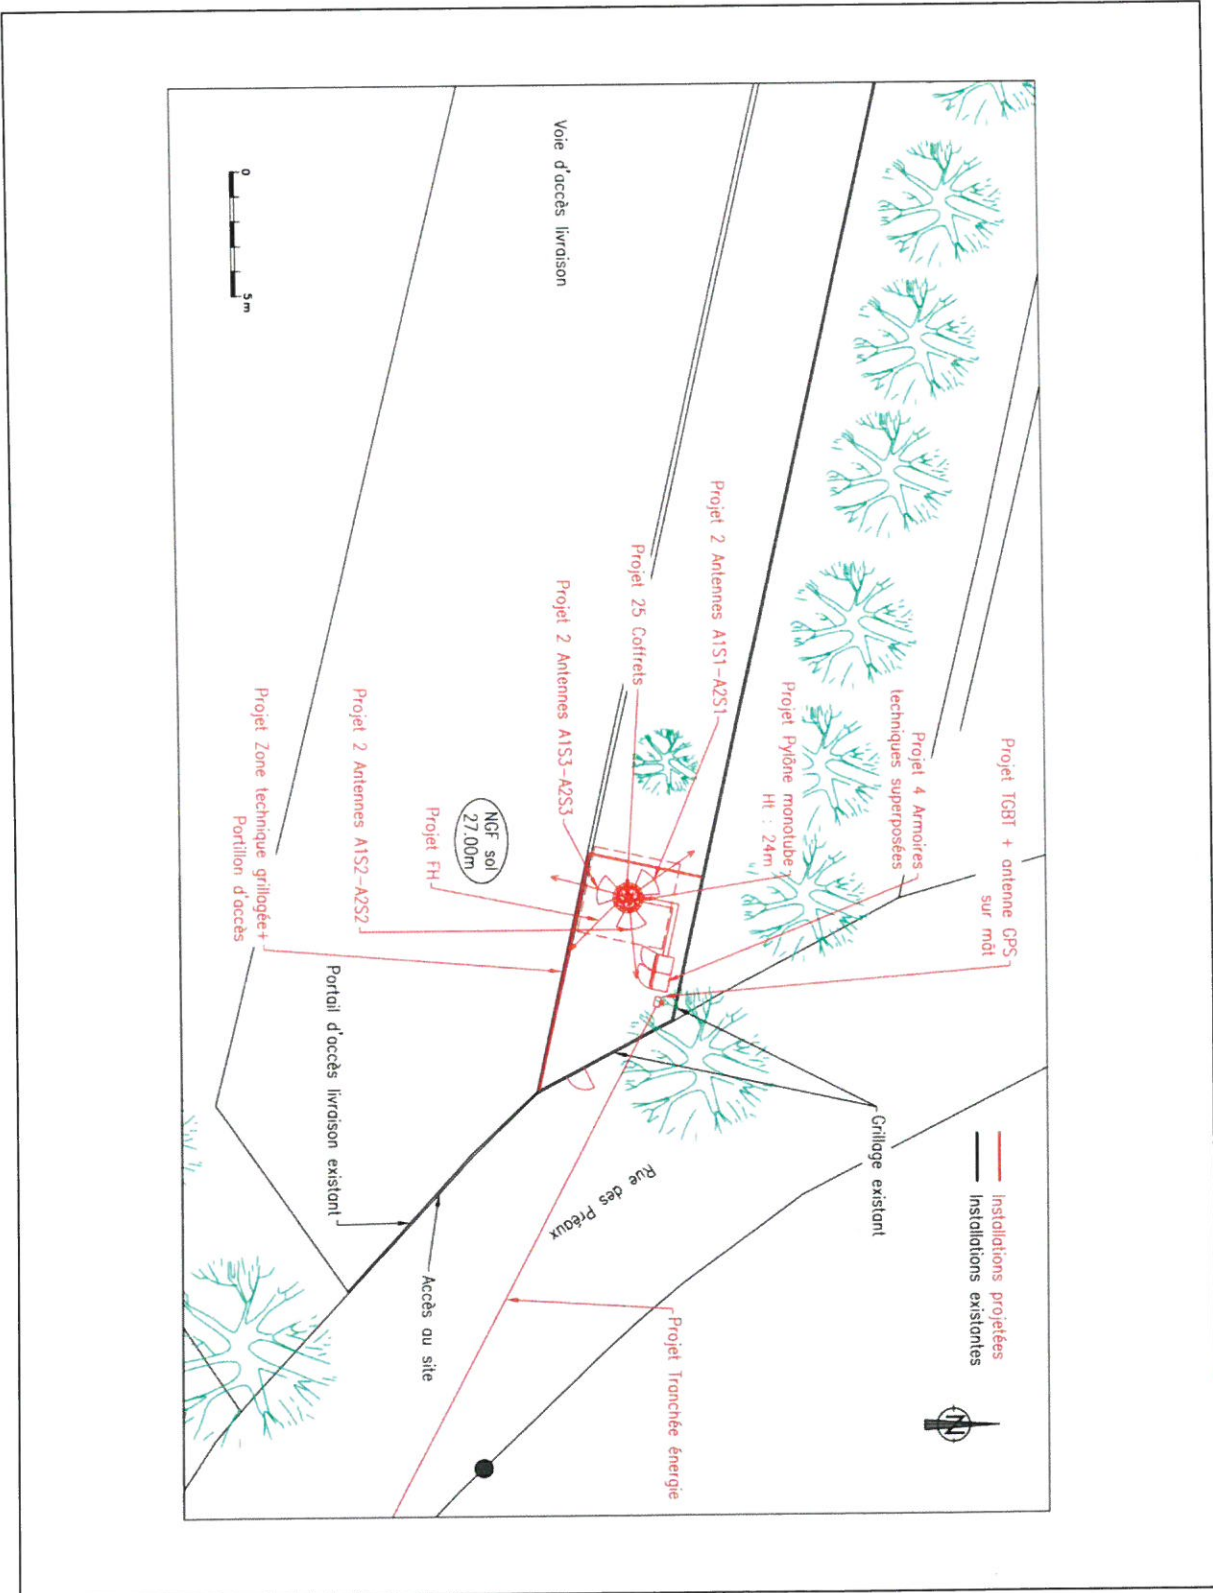 Projet TGBT + antenne GPS
sur mât
Projet 4 Armoires
techniques superposées
Projet Pylône monotube
Ht : 24m
Projet 2 Antennes A1S1-A2S1
Projet 25 Coffrets
Projet 2 Antennes A1S3-A2S3
Voie d'accès livraison
NGF sol
27.00m
Projet FH
Projet 2 Antennes A1S2-A2S2
Projet Zone technique grillagée+
Portillon d'accès
Portail d'accès livraison existant
Accès au site
Rue des Préaux
Grillage existant
Projet Tranchée énergie
Installations projetées
Installations existantes
N
0
5m